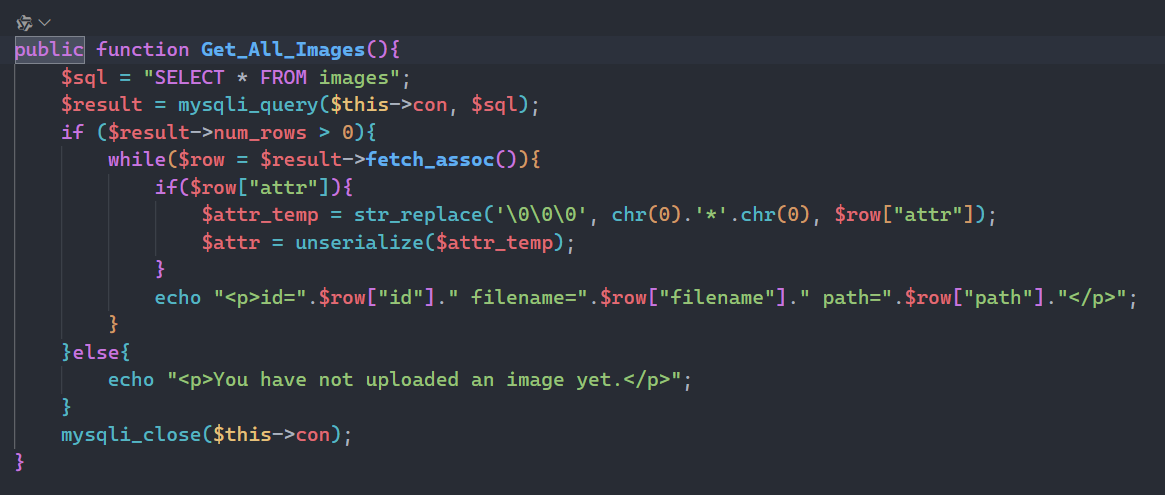 public function Get_All_Images(){
    $sql = "SELECT * FROM images";
    $result = mysqli_query($this->con, $sql);
    if ($result->num_rows > 0){
        while($row = $result->fetch_assoc()){
            if($row["attr"]){
                $attr_temp = str_replace('\0\0\0', chr(0).'*'.chr(0), $row["attr"]);
                $attr = unserialize($attr_temp);
            }
            echo "<p>id=".$row["id"]." filename=".$row["filename"]." path=".$row["path"]."</p>";
        }
    }else{
        echo "<p>You have not uploaded an image yet.</p>";
    }
    mysqli_close($this->con);
}